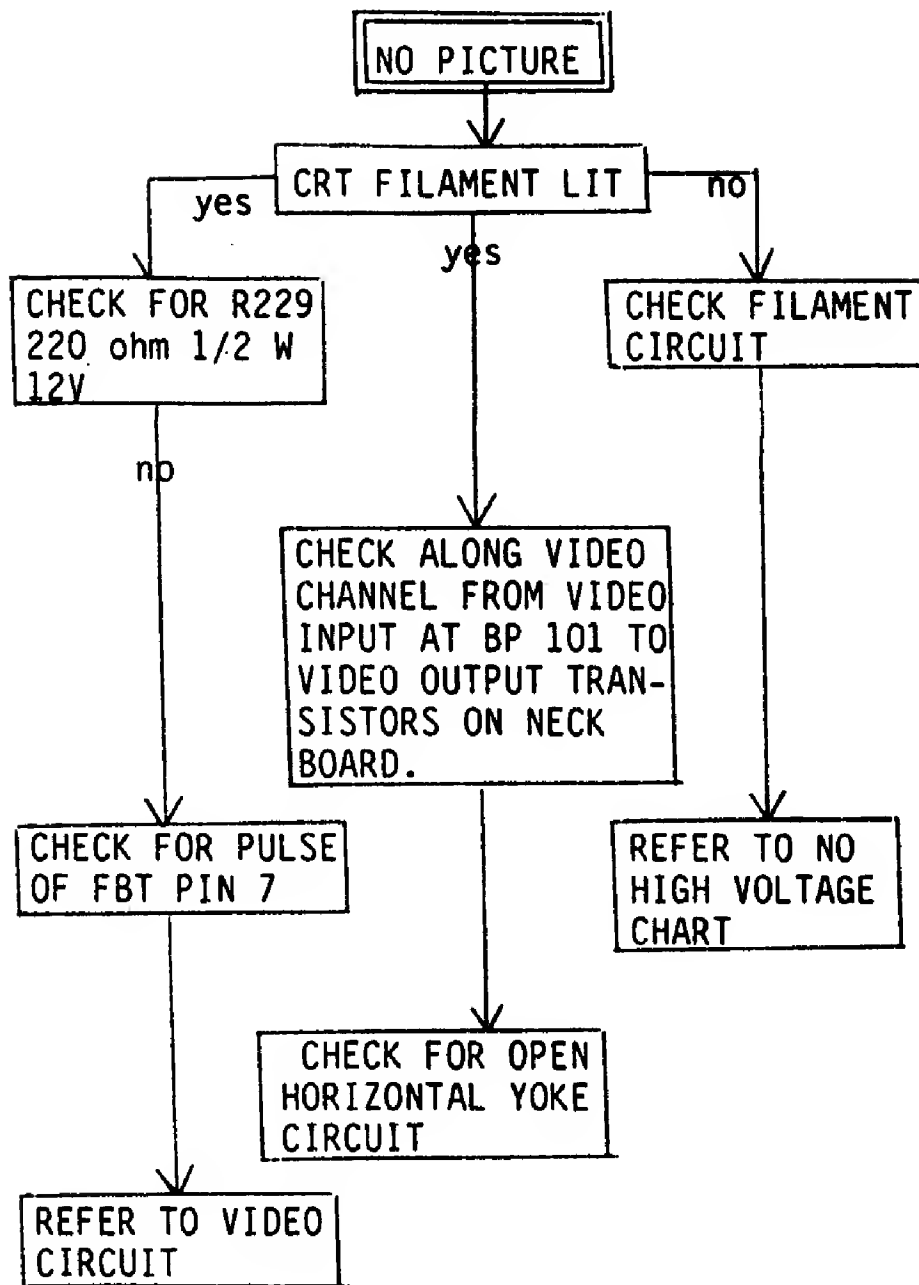 NO PICTURE
CRT FILAMENT LIT
yes
yes
no
CHECK FOR R229
220 ohm 1/2 W
12V
CHECK FILAMENT
CIRCUIT
no
CHECK ALONG VIDEO
CHANNEL FROM VIDEO
INPUT AT BP 101 TO
VIDEO OUTPUT TRAN-
SISTORS ON NECK
BOARD.
CHECK FOR PULSE
OF FBT PIN 7
REFER TO NO
HIGH VOLTAGE
CHART
CHECK FOR OPEN
HORIZONTAL YOKE
CIRCUIT
REFER TO VIDEO
CIRCUIT